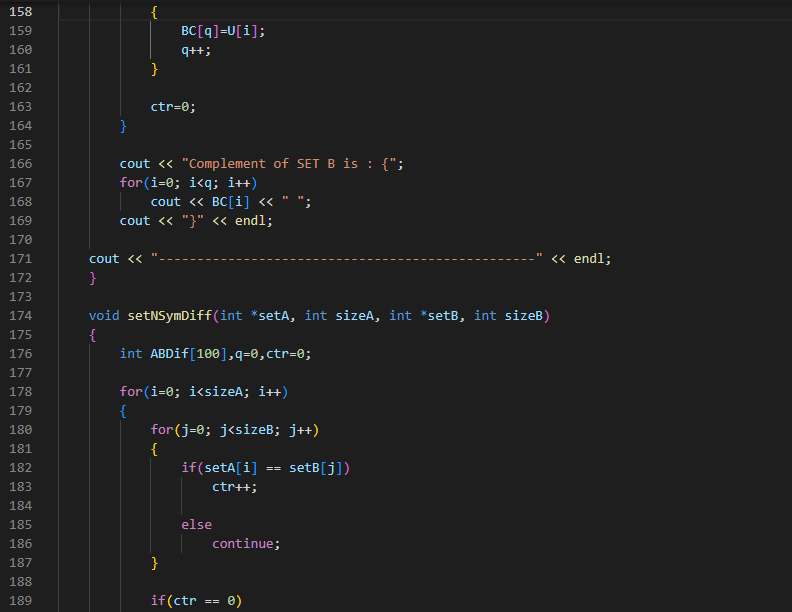 158 {
159 BC[q]=U[i];
160 q++;
161 }
162
163 ctr=0;
164 }
165
166 cout << "Complement of SET B is : {";
167 for(i=0; i<q; i++)
168 cout << BC[i] << " ";
169 cout << "}" << endl;
170
171 cout << "-------------------------------------------------" << endl;
172 }
173
174 void setNSymDiff(int *setA, int sizeA, int *setB, int sizeB)
175 {
176 int ABDif[100],q=0,ctr=0;
177
178 for(i=0; i<sizeA; i++)
179 {
180 for(j=0; j<sizeB; j++)
181 {
182 if(setA[i] == setB[j])
183 ctr++;
184
185 else
186 continue;
187 }
188
189 if(ctr == 0)